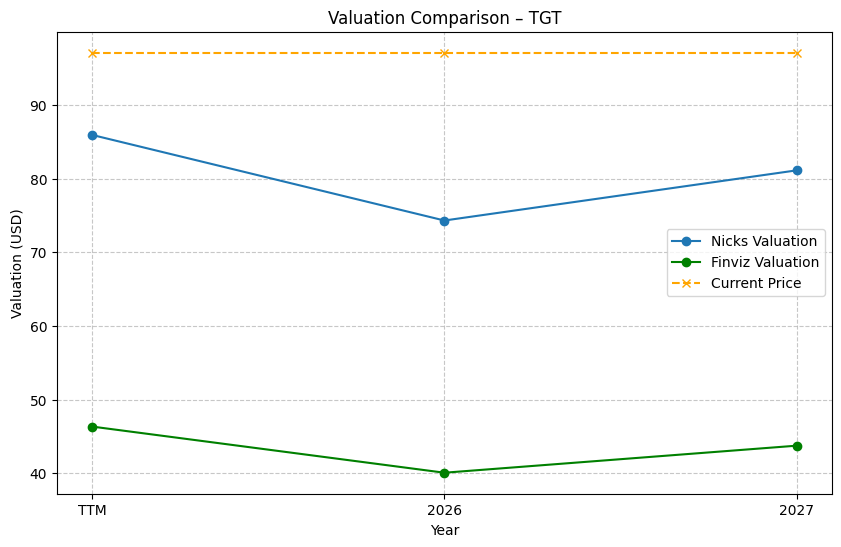 Valuation Comparison – TGT
Valuation (USD)
90
80
70
60
50
40
Nicks Valuation
Finviz Valuation
Current Price
TTM
2026
2027
Year